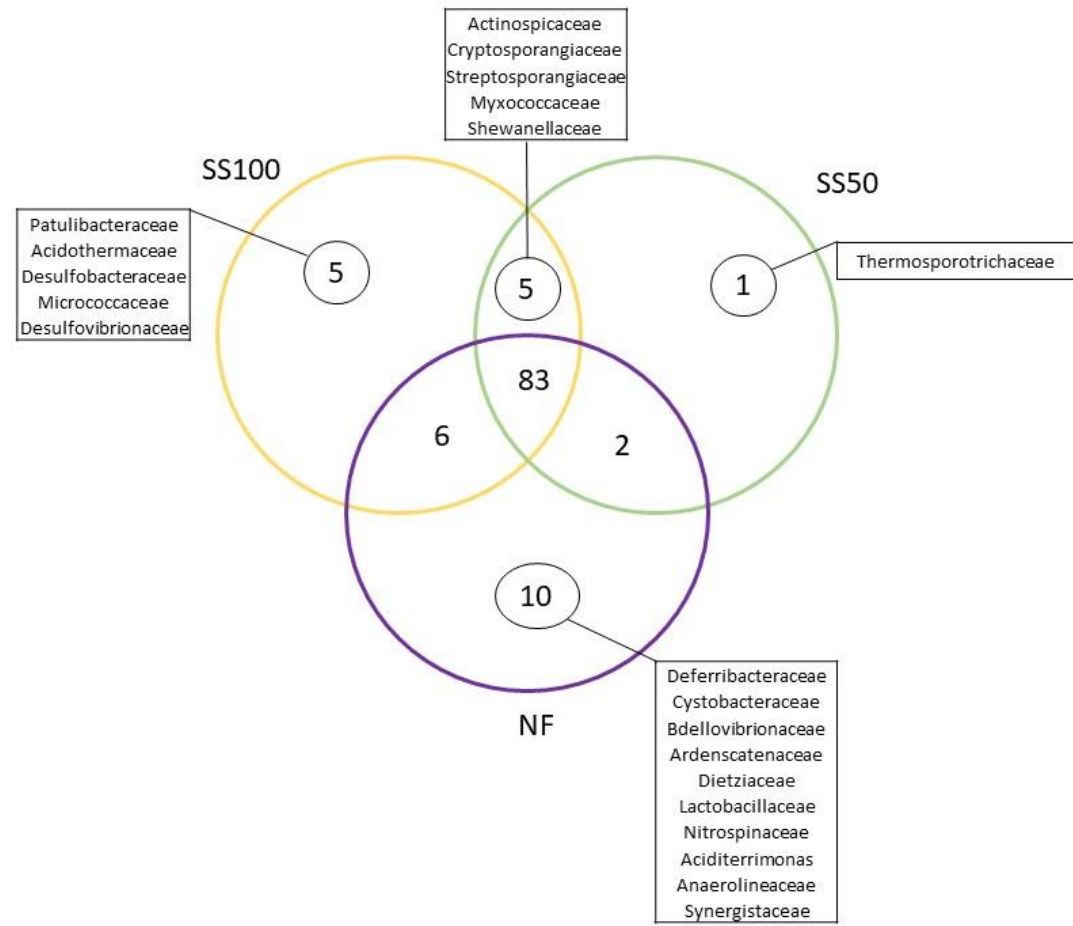 Actinospicaceae
Cryptosporangiaceae
Streptosporangiaceae
Myxococcaceae
Shewanellaceae
SS100
SS50
Patulibacteraceae
Acidothermaceae
Desulfobacteraceae
Micrococcaceae
Desulfovibrionaceae
5
5
1
Thermosporotrichaceae
83
6
2
10
NF
Deferribacteraceae
Cystobacteraceae
Bdellovibrionaceae
Ardenscatenaceae
Dietziaceae
Lactobacillaceae
Nitrospinaceae
Aciditerrimonas
Anaerolineaceae
Synergistaceae